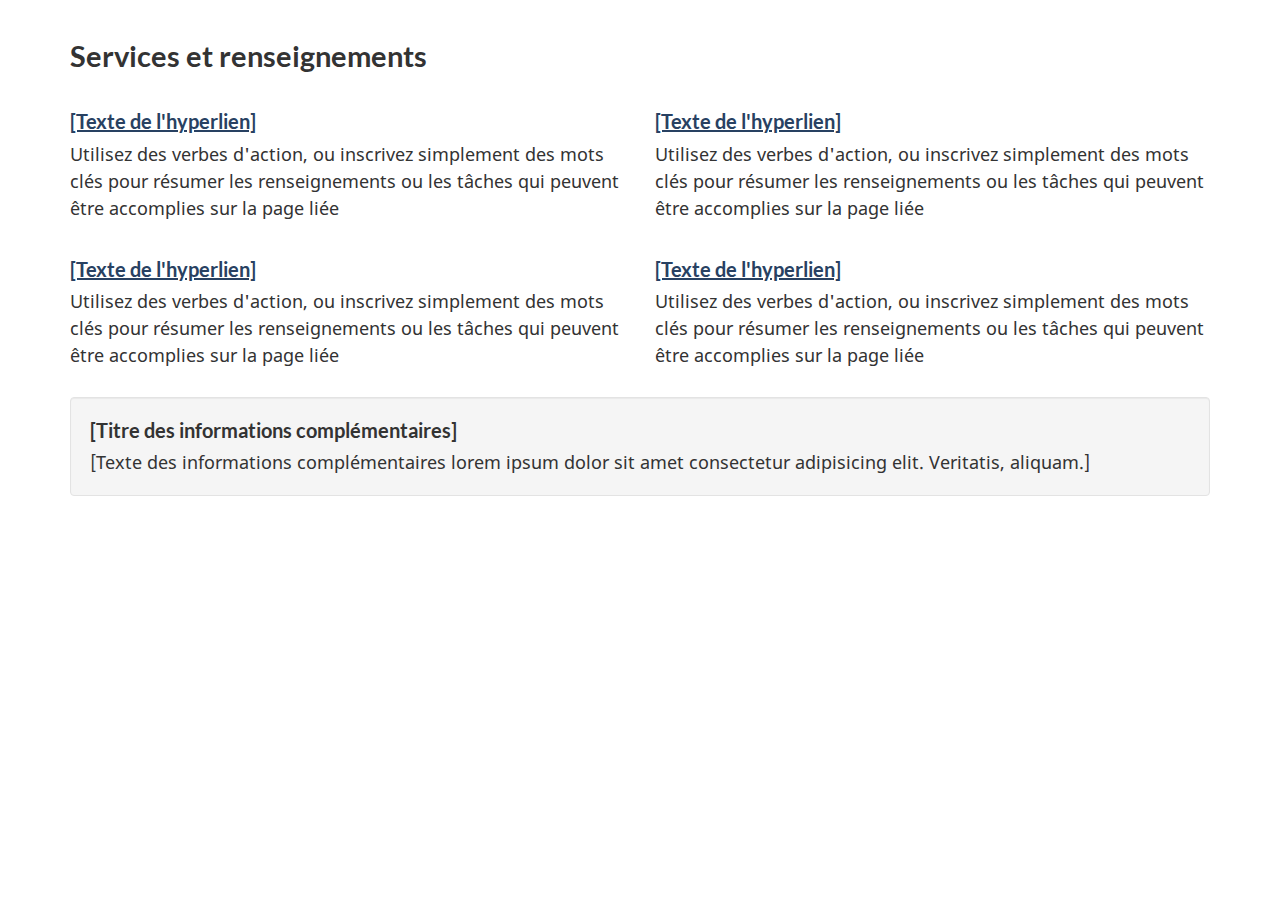 Services et renseignements
[Texte de l'hyperlien]
Utilisez des verbes d'action, ou inscrivez simplement des mots
clés pour résumer les renseignements ou les tâches qui peuvent
être accomplies sur la page liée
[Texte de l'hyperlien]
Utilisez des verbes d'action, ou inscrivez simplement des mots
clés pour résumer les renseignements ou les tâches qui peuvent
être accomplies sur la page liée
[Texte de l'hyperlien]
Utilisez des verbes d'action, ou inscrivez simplement des mots
clés pour résumer les renseignements ou les tâches qui peuvent
être accomplies sur la page liée
[Texte de l'hyperlien]
Utilisez des verbes d'action, ou inscrivez simplement des mots
clés pour résumer les renseignements ou les tâches qui peuvent
être accomplies sur la page liée
[Titre des informations complémentaires]
[Texte des informations complémentaires lorem ipsum dolor sit amet consectetur adipisicing elit. Veritatis, aliquam.]